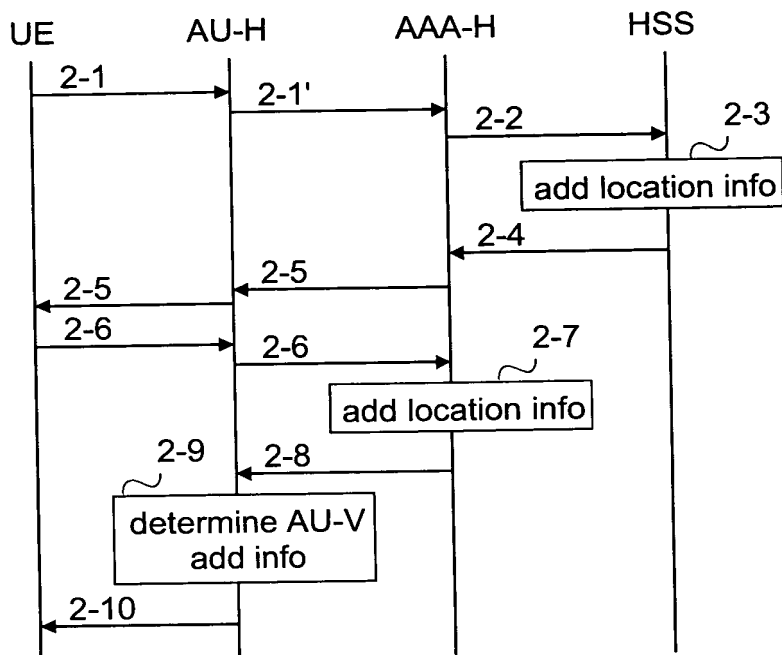 UE
AU-H
AAA-H
HSS
2-1
2-1'
2-2
2-3
add location info
2-4
2-5
2-5
2-6
2-6
2-7
add location info
2-8
2-9
determine AU-V
add info
2-10